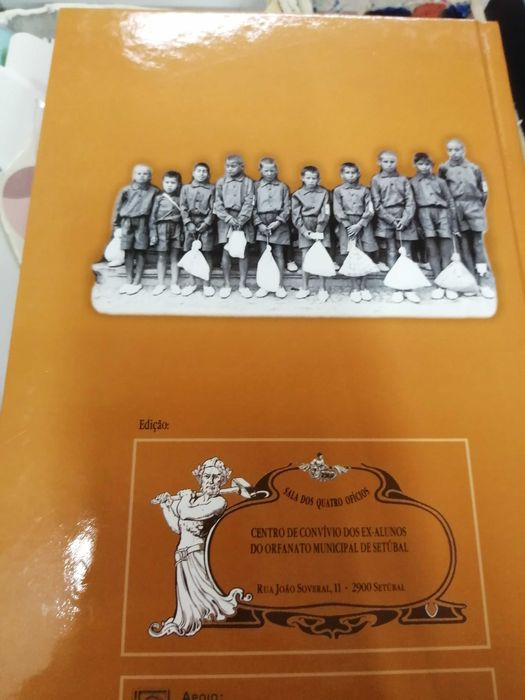 Edição:
SALA DOS QUATRO OFÍCIOS
CENTRO DE CONVÍVIO DOS EX-ALUNOS
DO ORFANATO MUNICIPAL DE SETÚBAL
RUA JOÃO SOVERAL, 11 - 2900 SETÚBAL
Apoio: